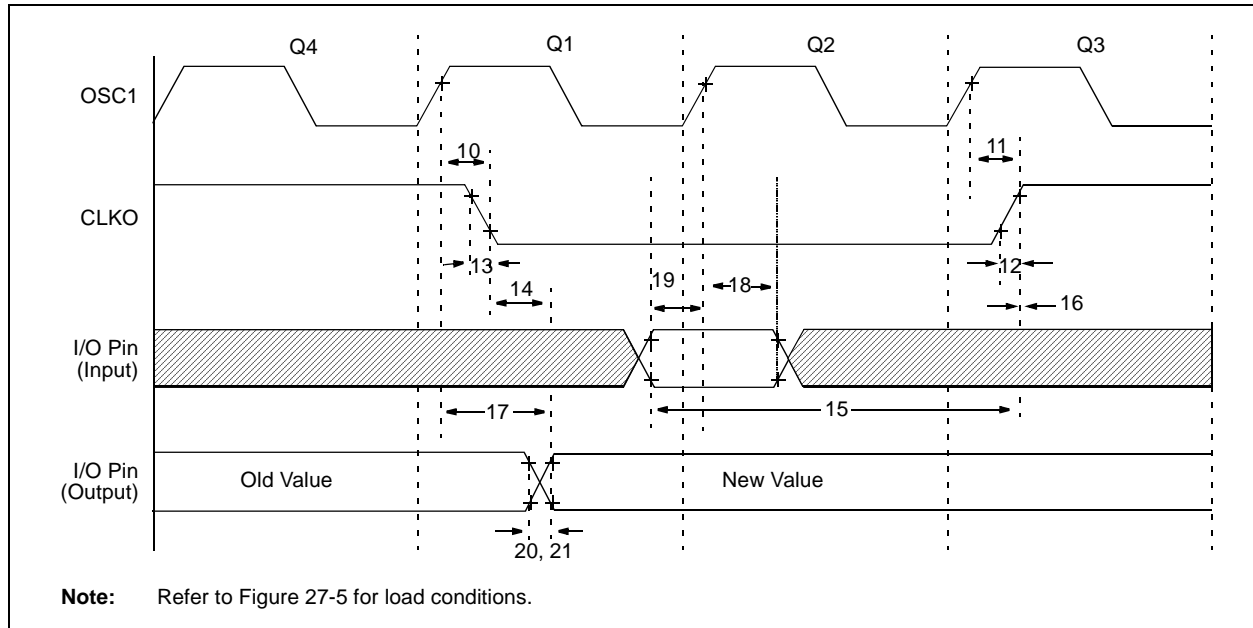 Q4 Q1 Q2 Q3
OSC1
10 11
CLKO
13 12
14 19 18 16
I/O Pin
(Input)
17 15
I/O Pin
(Output)
Old Value New Value
20, 21
Note: Refer to Figure 27-5 for load conditions.